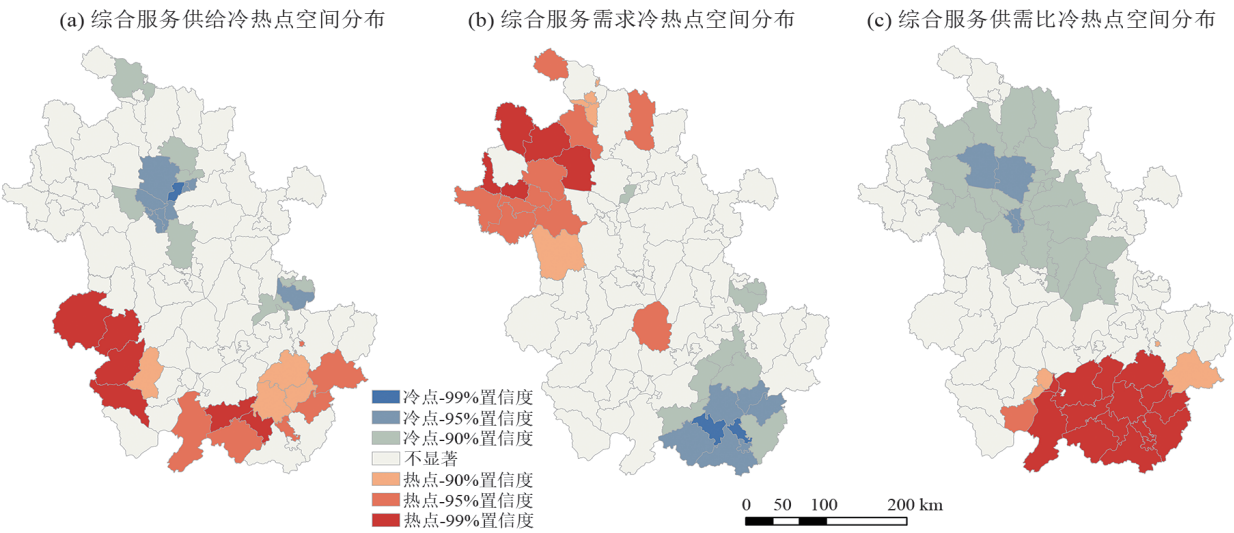 (a) 综合服务供给冷热点空间分布
(b) 综合服务需求冷热点空间分布
(c) 综合服务供需比冷热点空间分布
冷点-99%置信度
冷点-95%置信度
冷点-90%置信度
不显著
热点-90%置信度
热点-95%置信度
热点-99%置信度
0 50 100 200 km